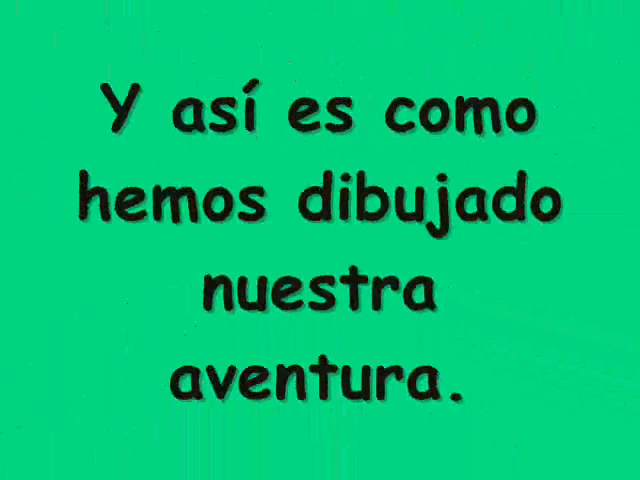 Y así es como
hemos dibujado
nuestra
aventura.